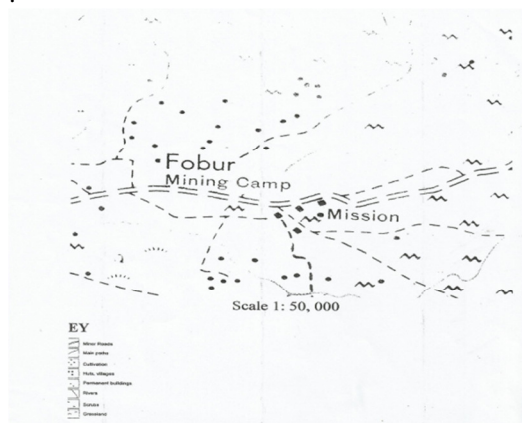 Fobur
Mining Camp
Mission
Scale 1: 50, 000
EY
Minor Roads
Main paths
Cultivation
Huts, villages
Permanent buildings
Rivers
Scrubs
Grassland